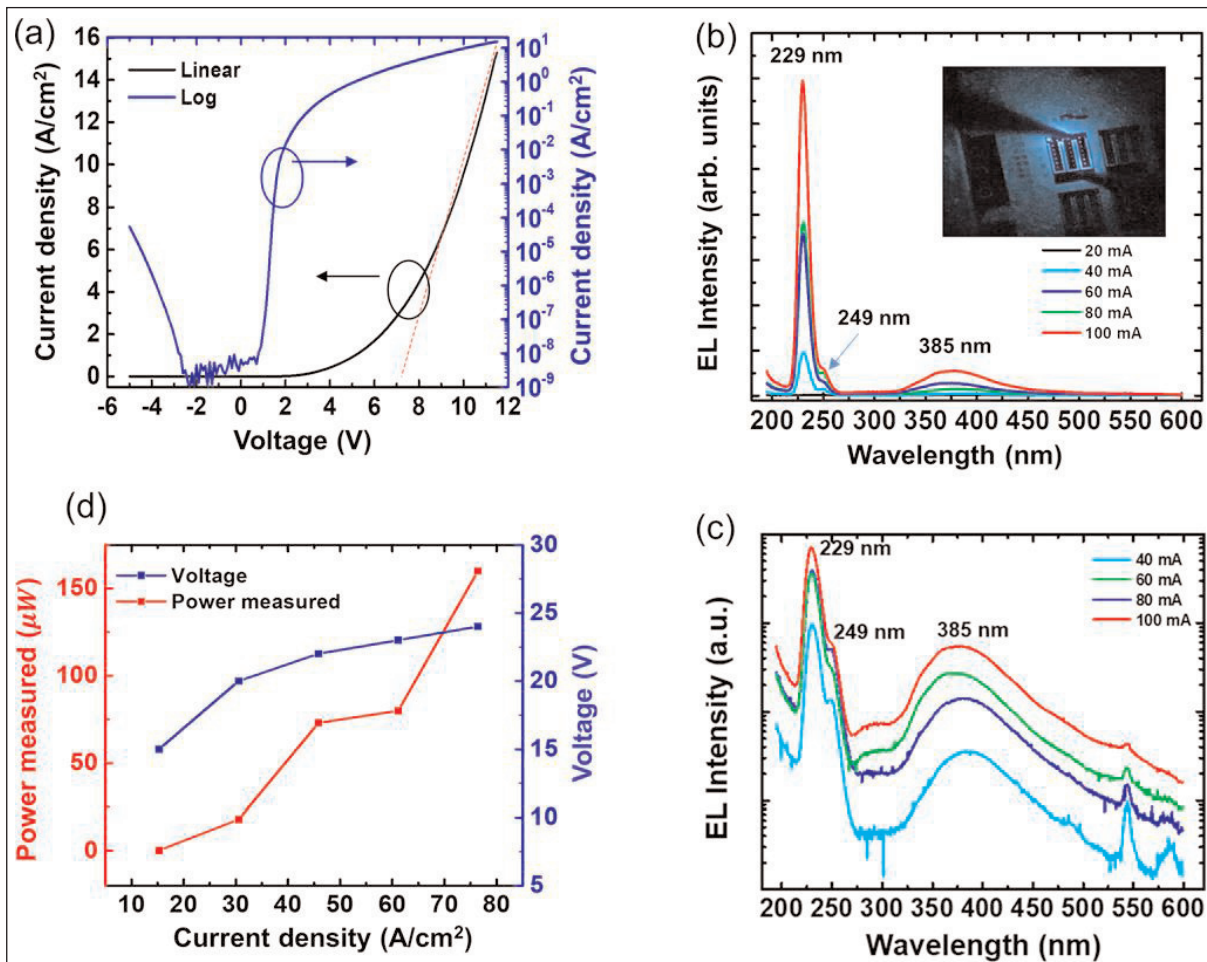 (a)
16
14
12
10
8
6
4
2
0
Current density (A/cm²)
Linear
Log
10¹
10⁰
10⁻¹
10⁻²
10⁻³
10⁻⁴
10⁻⁵
10⁻⁶
10⁻⁷
10⁻⁸
10⁻⁹
Current density (A/cm²)
-6 -4 -2 0 2 4 6 8 10 12
Voltage (V)
(b)
229 nm
249 nm
385 nm
20 mA
40 mA
60 mA
80 mA
100 mA
EL Intensity (arb. units)
200 250 300 350 400 450 500 550 600
Wavelength (nm)
(d)
150
100
50
0
Power measured (μW)
Voltage
Power measured
30
25
20
15
10
5
Voltage (V)
10 20 30 40 50 60 70 80
Current density (A/cm²)
(c)
229 nm
249 nm
385 nm
40 mA
60 mA
80 mA
100 mA
EL Intensity (a.u.)
200 250 300 350 400 450 500 550 600
Wavelength (nm)